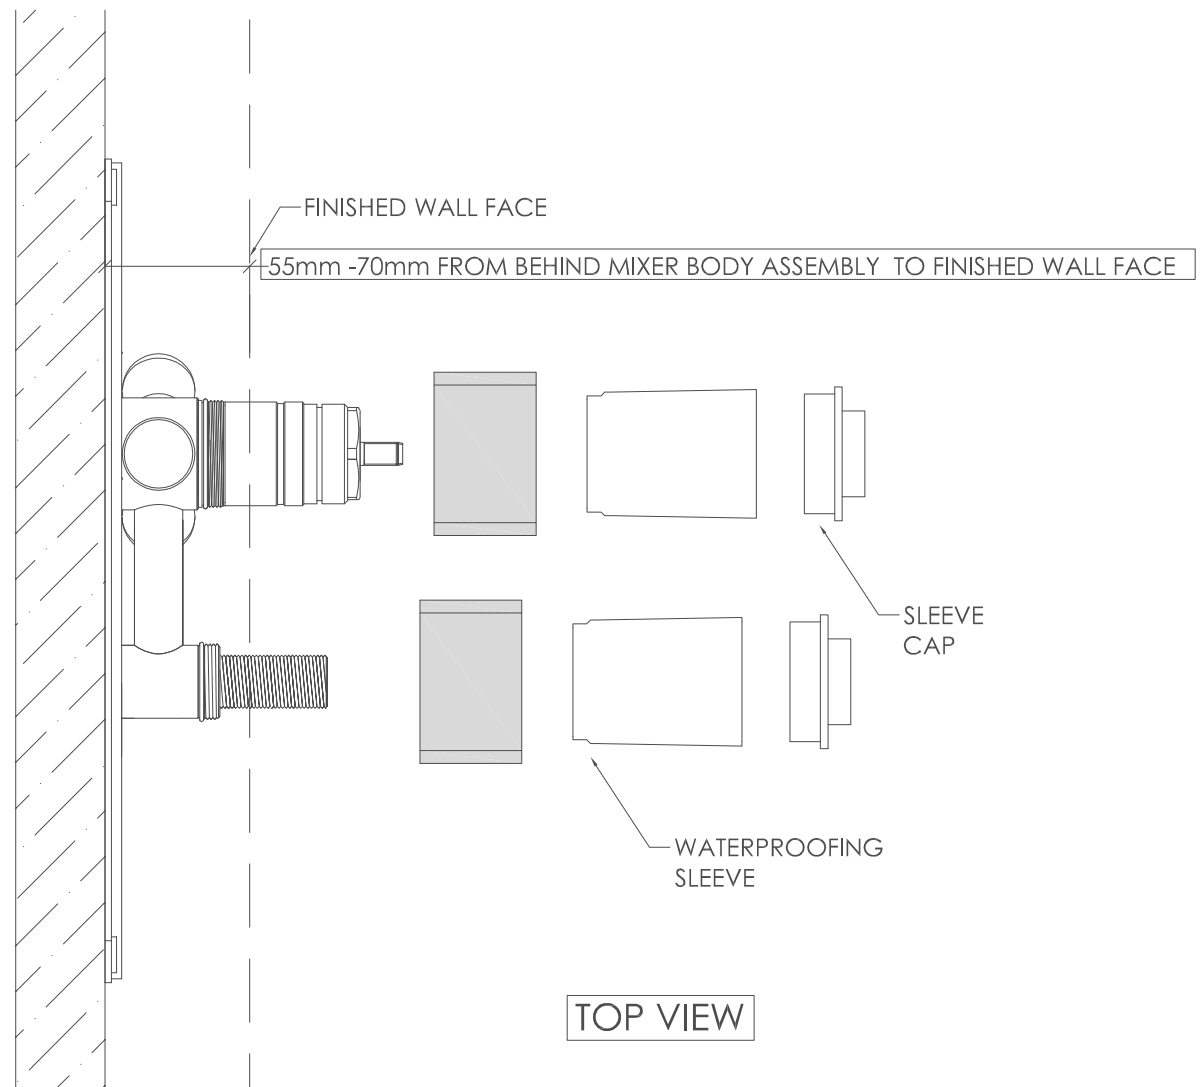 FINISHED WALL FACE
55mm -70mm FROM BEHIND MIXER BODY ASSEMBLY TO FINISHED WALL FACE
SLEEVE
CAP
WATERPROOFING
SLEEVE
TOP VIEW